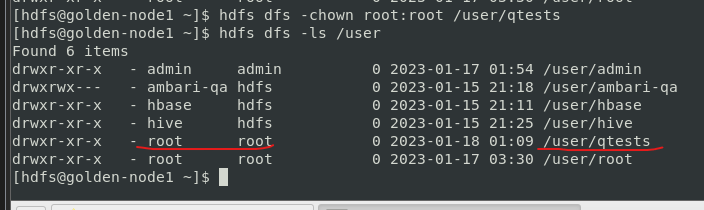 [hdfs@golden-node1 ~]$ hdfs dfs -chown root:root /user/qtests
[hdfs@golden-node1 ~]$ hdfs dfs -ls /user
Found 6 items
drwxr-xr-x   - admin     admin          0 2023-01-17 01:54 /user/admin
drwxrwx---   - ambari-qa hdfs           0 2023-01-15 21:18 /user/ambari-qa
drwxr-xr-x   - hbase     hdfs           0 2023-01-15 21:11 /user/hbase
drwxr-xr-x   - hive      hdfs           0 2023-01-15 21:25 /user/hive
drwxr-xr-x   - root      root           0 2023-01-18 01:09 /user/qtests
drwxr-xr-x   - root      root           0 2023-01-17 03:30 /user/root
[hdfs@golden-node1 ~]$